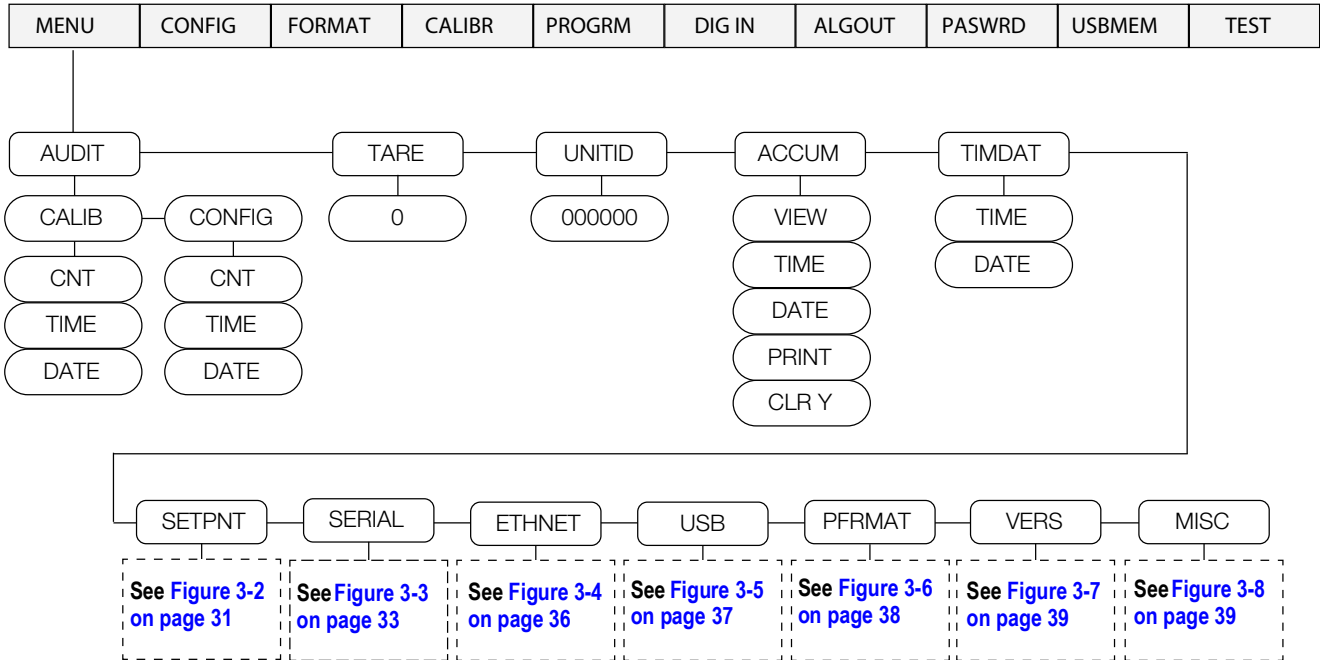 MENU CONFIG FORMAT CALIBR PROGRM DIG IN ALGOUT PASWRD USBMEM TEST
AUDIT TARE UNITID ACCUM TIMDAT
CALIB CONFIG 0 000000 VIEW TIME
CNT CNT TIME DATE
TIME TIME DATE
DATE DATE PRINT
CLR Y
SETPNT SERIAL ETHNET USB PFRMAT VERS MISC
See Figure 3-2
on page 31
See Figure 3-3
on page 33
See Figure 3-4
on page 36
See Figure 3-5
on page 37
See Figure 3-6
on page 38
See Figure 3-7
on page 39
See Figure 3-8
on page 39